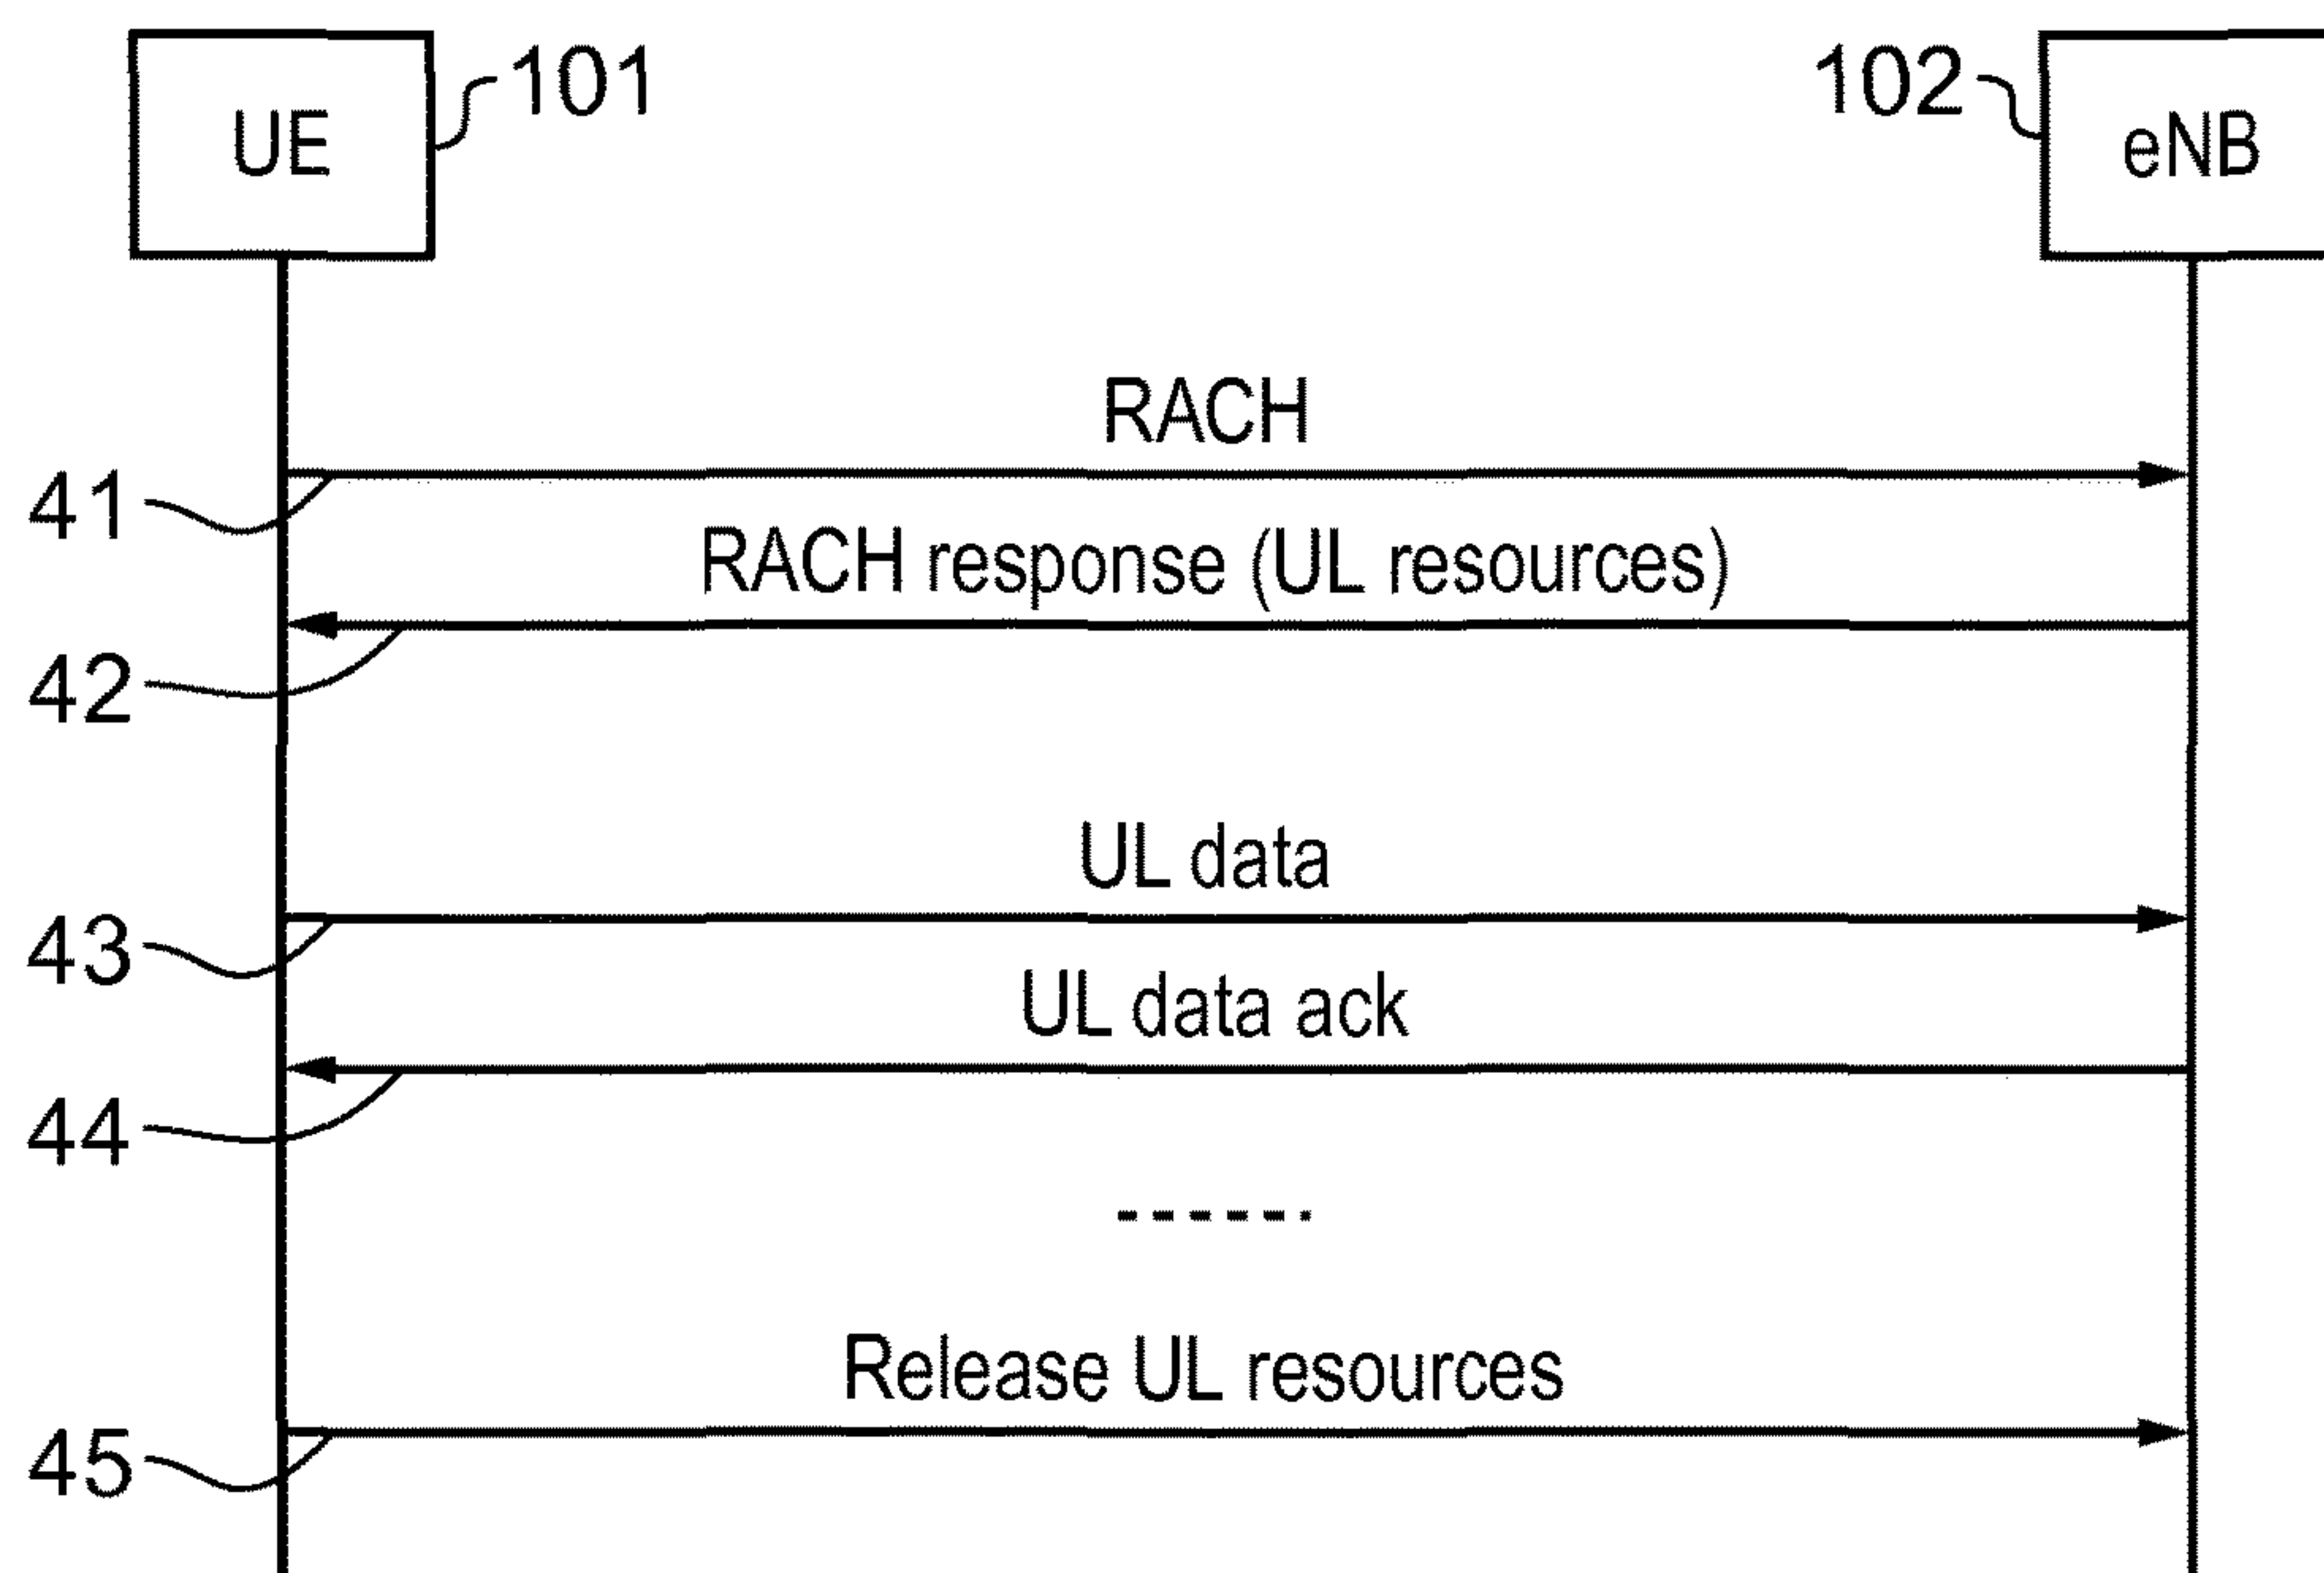 UE
101
102
eNB
RACH
41
RACH response (UL resources)
42
UL data
43
UL data ack
44
Release UL resources
45